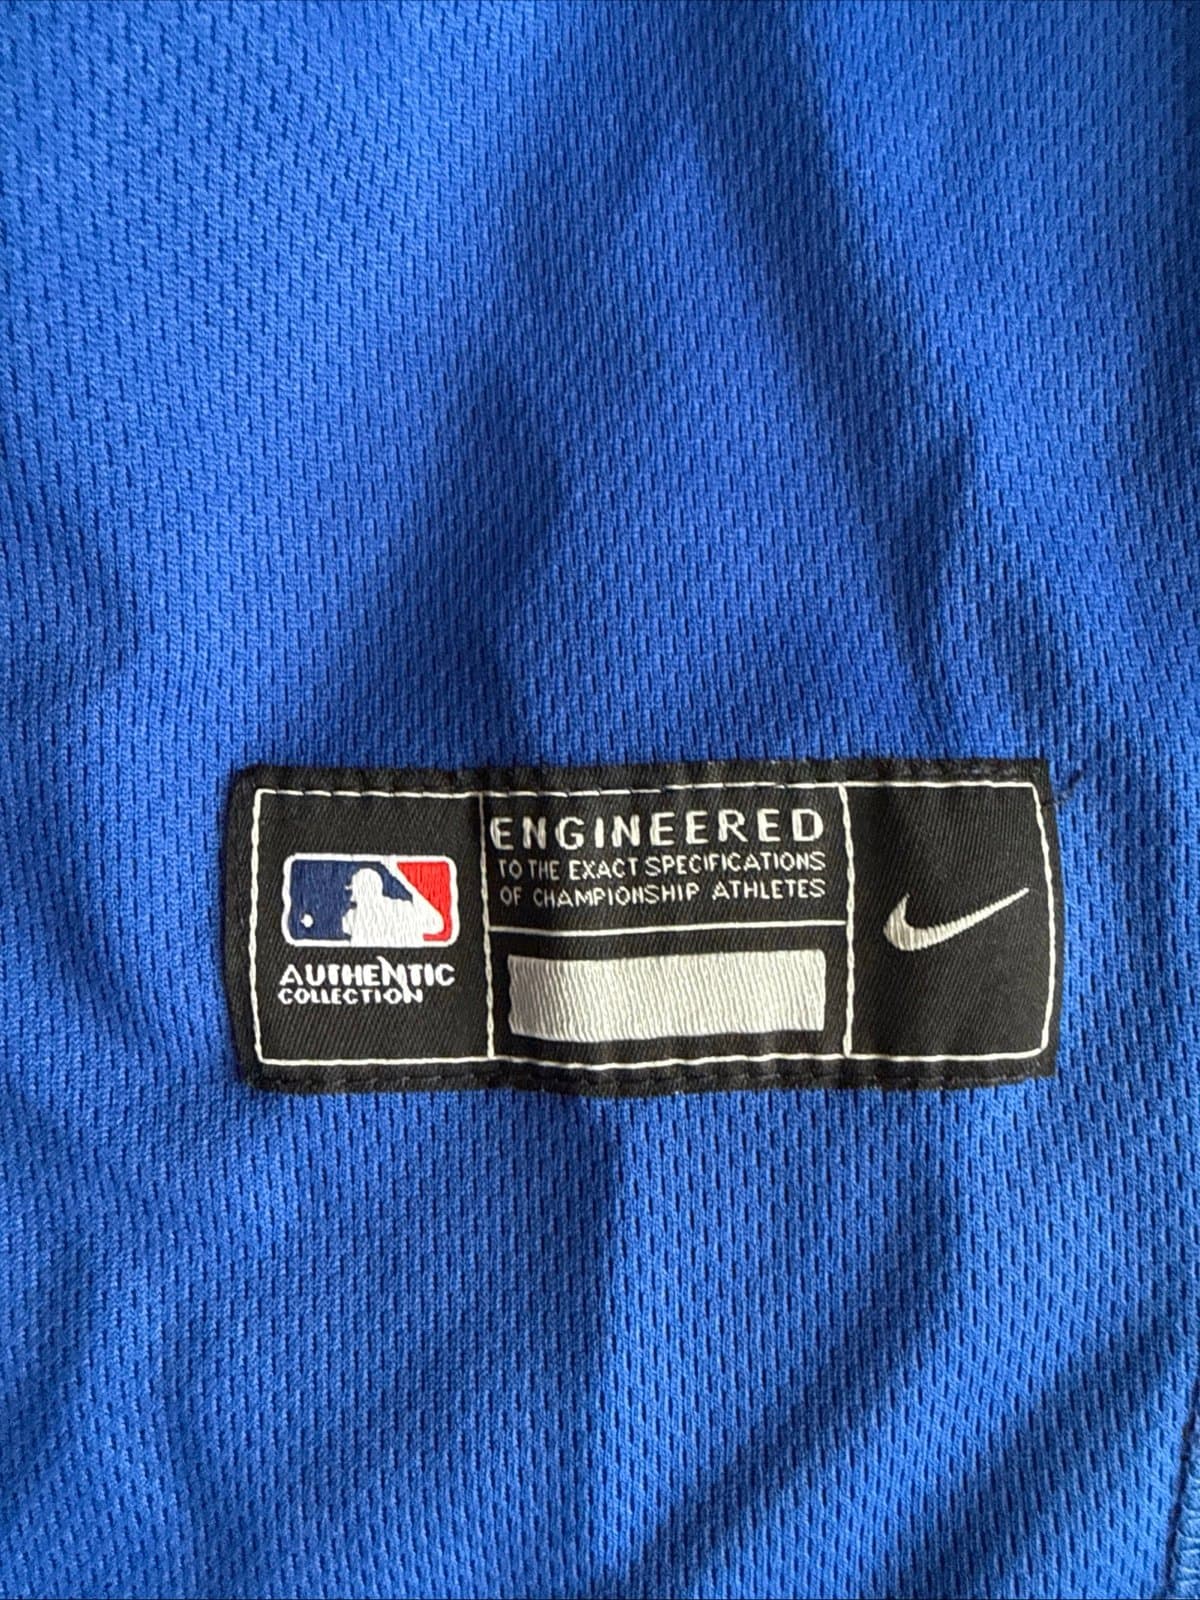 ENGINEERED
TO THE EXACT SPECIFICATIONS
OF CHAMPIONSHIP ATHLETES
AUTHENTIC
COLLECTION